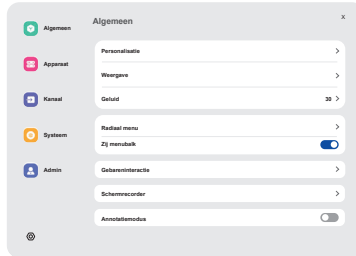 Algemeen
Apparaat
Kanaal
Systeem
Admin
Algemeen
x
Personalisatie
Weergave
Geluid 30
Radiaal menu
Zij menubalk
Gebareninteractie
Schermrecorder
Annotatiemodus